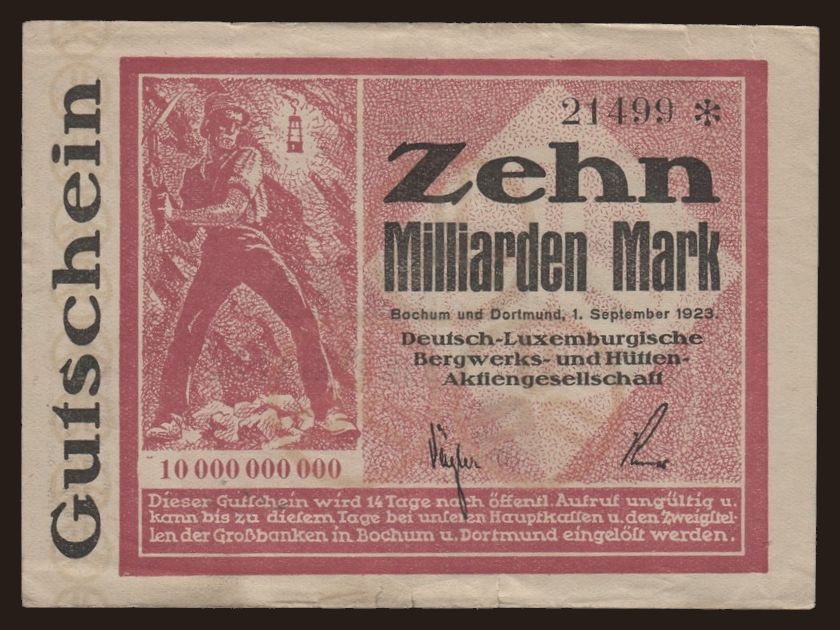 Gutschein
21499 *
Zehn
Milliarden Mark
Bochum und Dortmund, 1. September 1923.
Deutsch-Luxemburgische
Bergwerks- und Hütten-
Aktiengesellschaft
Vögler
10 000 000 000
Dieser Gutschein wird 14 Tage nach öffentl. Aufruf ungültig u.
kann bis zu diesem Tage bei unseren Hauptkassen u. den Zweigstel-
len der Großbanken in Bochum u. Dortmund eingelöst werden.